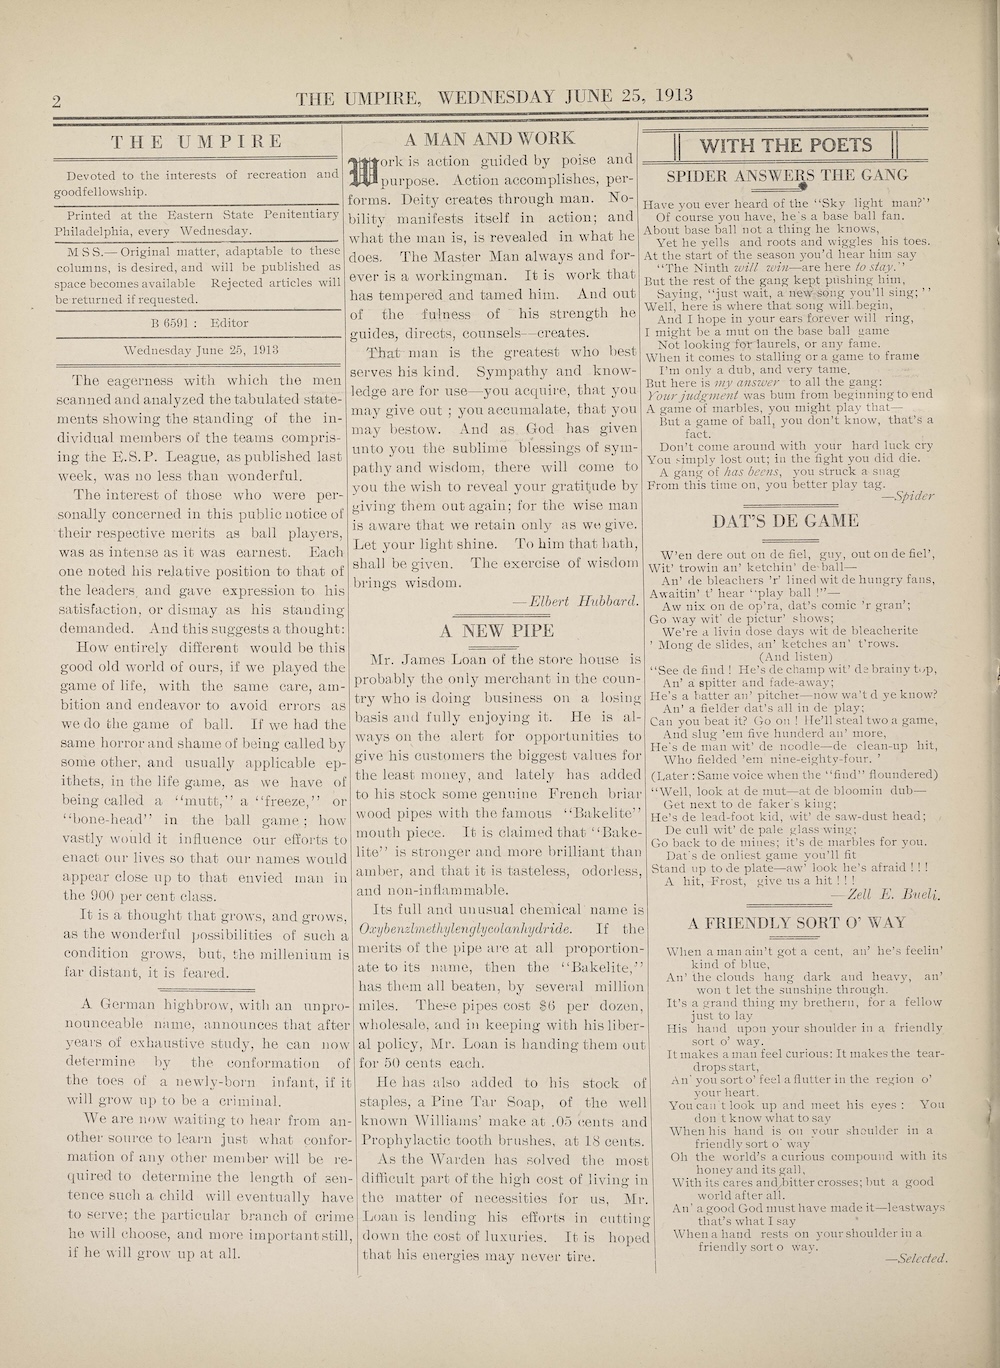 2
THE UMPIRE, WEDNESDAY JUNE 25, 1913
THE UMPIRE
Devoted to the interests of recreation and
goodfellowship.
Printed at the Eastern State Penitentiary
Philadelphia, every Wednesday.
M S S.— Original matter, adaptable to these
columns, is desired, and will be published as
space becomes available Rejected articles will
be returned if requested.
B 6591 : Editor
Wednesday June 25, 1913
The eagerness with which the men
scanned and analyzed the tabulated state-
ments showing the standing of the in-
dividual members of the teams compris-
ing the E.S.P. League, as published last
week, was no less than wonderful.
The interest of those who were per-
sonally concerned in this public notice of
their respective merits as ball players,
was as intense as it was earnest. Each
one noted his relative position to that of
the leaders, and gave expression to his
satisfaction, or dismay as his standing
demanded. And this suggests a thought:
How entirely different would be this
good old world of ours, if we played the
game of life, with the same care, am-
bition and endeavor to avoid errors as
we do the game of ball. If we had the
same horror and shame of being called by
some other, and usually applicable ep-
ithets, in the life game, as we have of
being called a "mutt," a "freeze," or
"bone-head" in the ball game ; how
vastly would it influence our efforts to
enact our lives so that our names would
appear close up to that envied man in
the 900 per cent class.
It is a thought that grows, and grows,
as the wonderful possibilities of such a
condition grows, but, the millenium is
far distant, it is feared.
A German highbrow, with an unpro-
nounceable name, announces that after
years of exhaustive study, he can now
determine by the conformation of
the toes of a newly-born infant, if it
will grow up to be a criminal.
We are now waiting to hear from an-
other source to learn just what confor-
mation of any other member will be re-
quired to determine the length of sen-
tence such a child will eventually have
to serve; the particular branch of crime
he will choose, and more important still,
if he will grow up at all.
A MAN AND WORK
Work is action guided by poise and
purpose. Action accomplishes, per-
forms. Deity creates through man. No-
bility manifests itself in action; and
what the man is, is revealed in what he
does. The Master Man always and for-
ever is a workingman. It is work that
has tempered and tamed him. And out
of the fulness of his strength he
guides, directs, counsels—creates.
That man is the greatest who best
serves his kind. Sympathy and know-
ledge are for use—you acquire, that you
may give out ; you accumalate, that you
may bestow. And as God has given
unto you the sublime blessings of sym-
pathy and wisdom, there will come to
you the wish to reveal your gratitude by
giving them out again; for the wise man
is aware that we retain only as we give.
Let your light shine. To him that hath,
shall be given. The exercise of wisdom
brings wisdom.
—Elbert Hubbard.
A NEW PIPE
Mr. James Loan of the store house is
probably the only merchant in the coun-
try who is doing business on a losing
basis and fully enjoying it. He is al-
ways on the alert for opportunities to
give his customers the biggest values for
the least money, and lately has added
to his stock some genuine French briar
wood pipes with the famous "Bakelite"
mouth piece. It is claimed that "Bake-
lite" is stronger and more brilliant than
amber, and that it is tasteless, odorless,
and non-inflammable.
Its full and unusual chemical name is
Oxybenzlmethylenglycolanhydride. If the
merits of the pipe are at all proportion-
ate to its name, then the "Bakelite,"
has them all beaten, by several million
miles. These pipes cost $6 per dozen,
wholesale, and in keeping with his liber-
al policy, Mr. Loan is handing them out
for 50 cents each.
He has also added to his stock of
staples, a Pine Tar Soap, of the well
known Williams' make at .05 cents and
Prophylactic tooth brushes, at 18 cents.
As the Warden has solved the most
difficult part of the high cost of living in
the matter of necessities for us, Mr.
Loan is lending his efforts in cutting
down the cost of luxuries. It is hoped
that his energies may never tire.
WITH THE POETS
SPIDER ANSWERS THE GANG
Have you ever heard of the "Sky light man?"
Of course you have, he's a base ball fan.
About base ball not a thing he knows,
Yet he yells and roots and wiggles his toes.
At the start of the season you'd hear him say
"The Ninth will win—are here to stay."
But the rest of the gang kept pushing him,
Saying, "just wait, a new song you'll sing;"
Well, here is where that song will begin,
And I hope in your ears forever will ring,
I might be a mut on the base ball game
Not looking for laurels, or any fame.
When it comes to stalling or a game to frame
I'm only a dub, and very tame.
But here is my answer to all the gang:
Your judgment was bum from beginning to end
A game of marbles, you might play that—
But a game of ball, you don't know, that's a
fact.
Don't come around with your hard luck cry
You simply lost out; in the fight you did die.
A gang of has beens, you struck a snag
From this time on, you better play tag.
—Spider
DAT'S DE GAME
W'en dere out on de fiel, guy, out on de fiel',
Wit' trowin an' ketchin' de ball—
An' de bleachers 'r' lined wit de hungry fans,
Awaitin' t' hear "play ball !"—
Aw nix on de op'ra, dat's comic 'r gran';
Go way wit' de pictur' shows;
We're a livin dose days wit de bleacherite
' Mong de slides, an' ketches an' t'rows.
(And listen)
"See de find ! He's de champ wit' de brainy top,
An' a spitter and fade-away;
He's a batter an' pitcher—now wa't d ye know?
An' a fielder dat's all in de play;
Can you beat it? Go on ! He'll steal two a game,
And slug 'em five hunderd an' more,
He's de man wit' de noodle—de clean-up hit,
Who fielded 'em nine-eighty-four. '
(Later : Same voice when the "find" floundered)
"Well, look at de mut—at de bloomin dub—
Get next to de faker's king;
He's de lead-foot kid, wit' de saw-dust head;
De cull wit' de pale glass wing;
Go back to de mines; it's de marbles for you.
Dat's de onliest game you'll fit
Stand up to de plate—aw' look he's afraid ! ! !
A hit, Frost, give us a hit ! ! !
—Zell E. Bueli.
A FRIENDLY SORT O' WAY
When a man ain't got a cent, an' he's feelin'
kind of blue,
An' the clouds hang dark and heavy, an'
won t let the sunshine through.
It's a grand thing my brethern, for a fellow
just to lay
His hand upon your shoulder in a friendly
sort o' way.
It makes a man feel curious: It makes the tear-
drops start,
An' you sort o' feel a flutter in the region o'
your heart.
You can't look up and meet his eyes : You
don t know what to say
When his hand is on your shoulder in a
friendly sort o' way
Oh the world's a curious compound with its
honey and its gall,
With its cares and bitter crosses; but a good
world after all.
An' a good God must have made it—leastways
that's what I say
When a hand rests on your shoulder in a
friendly sort o way.
—Selected.